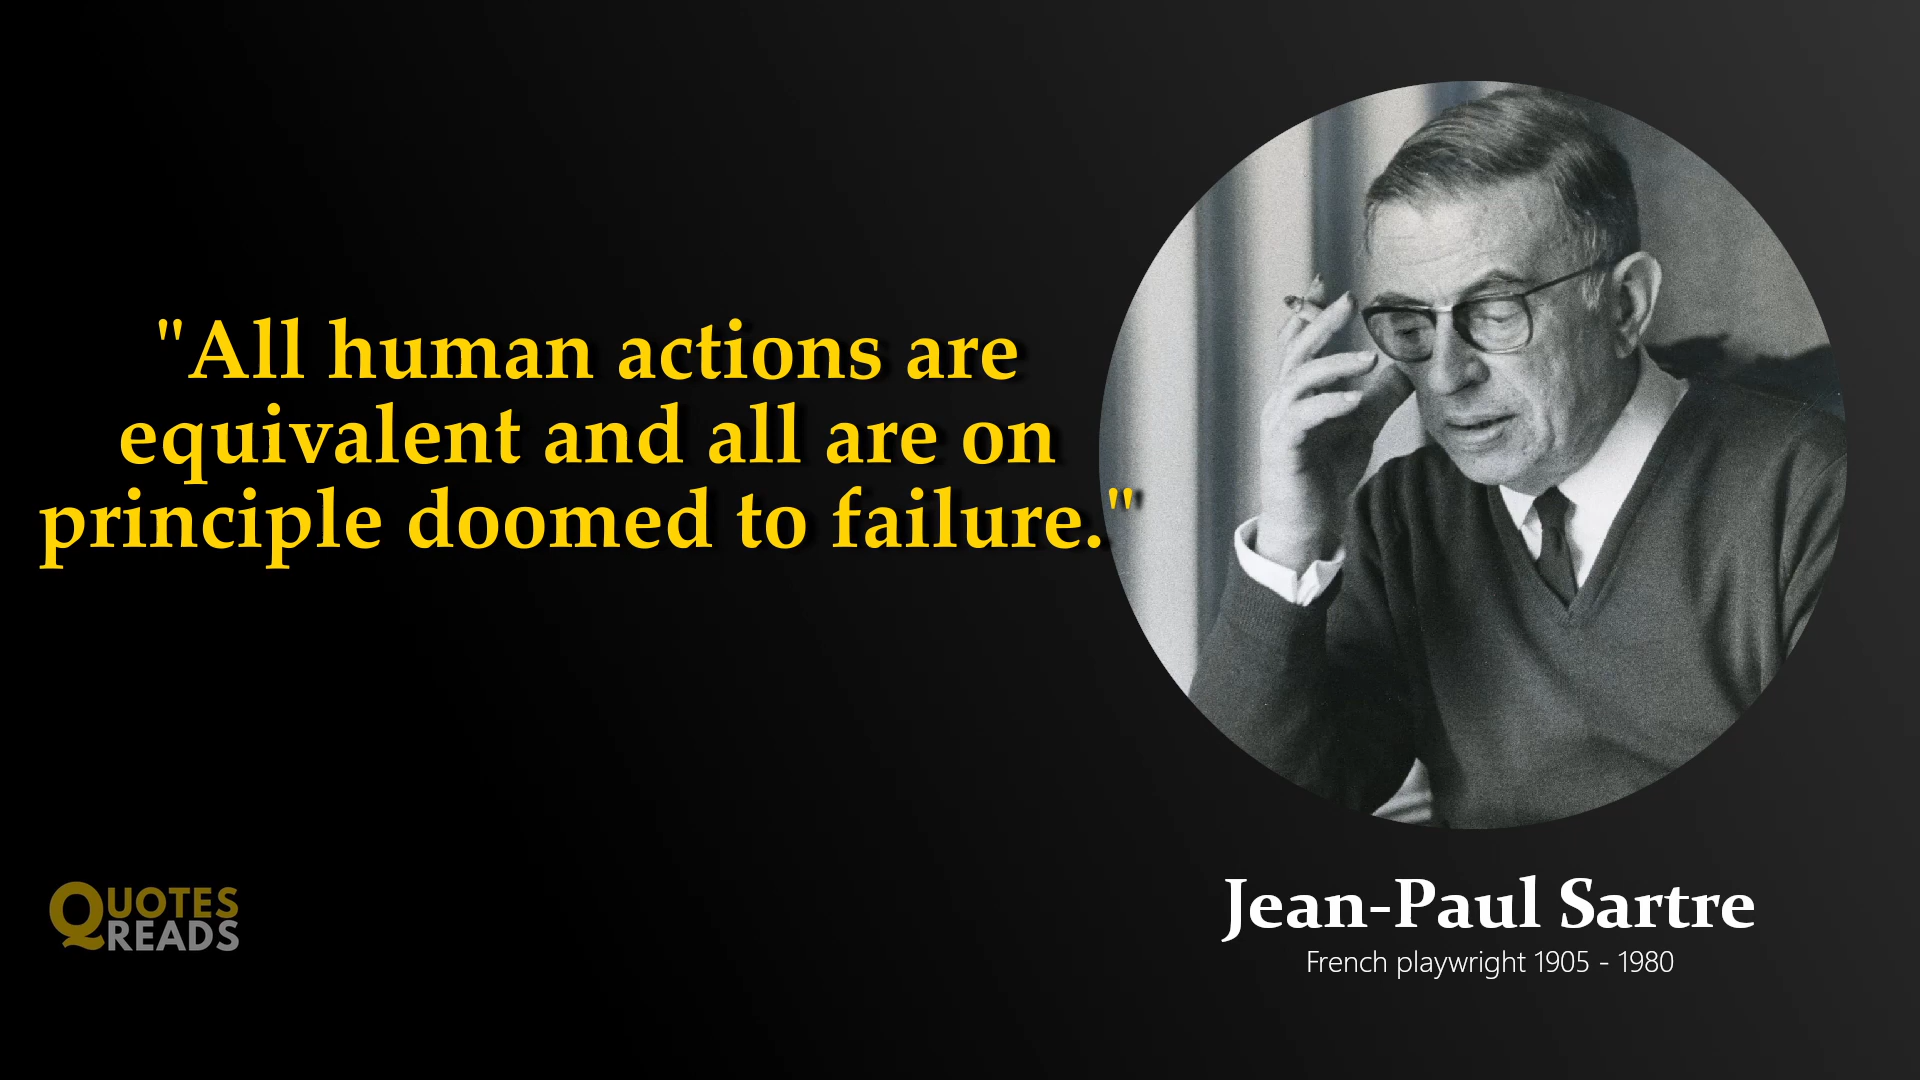 "All human actions are
equivalent and all are on
principle doomed to failure."
Jean-Paul Sartre
French playwright 1905 - 1980
QUOTES
READS